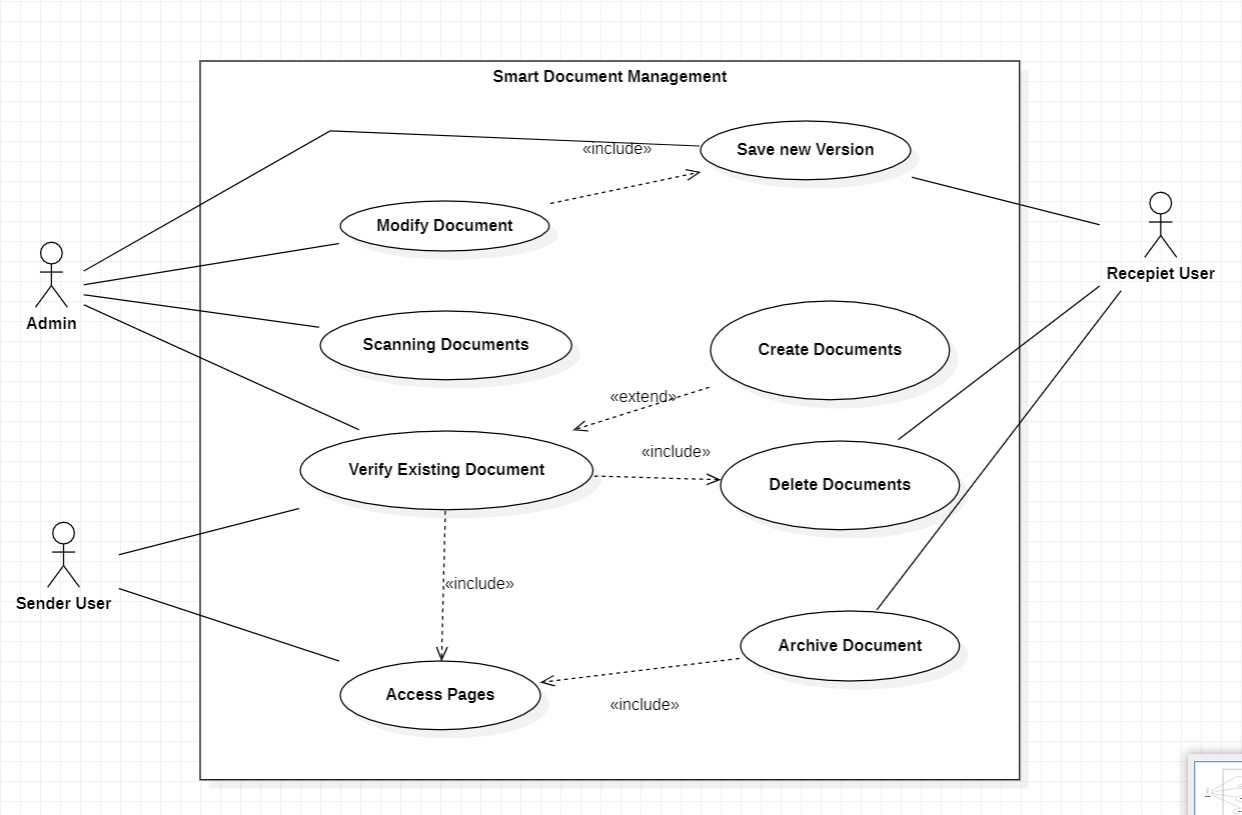 Smart Document Management
«include»
Save new Version
Modify Document
Recepiet User
Admin
Scanning Documents
Create Documents
«extend»
«include»
Verify Existing Document
Delete Documents
«include»
Sender User
Archive Document
Access Pages
«include»